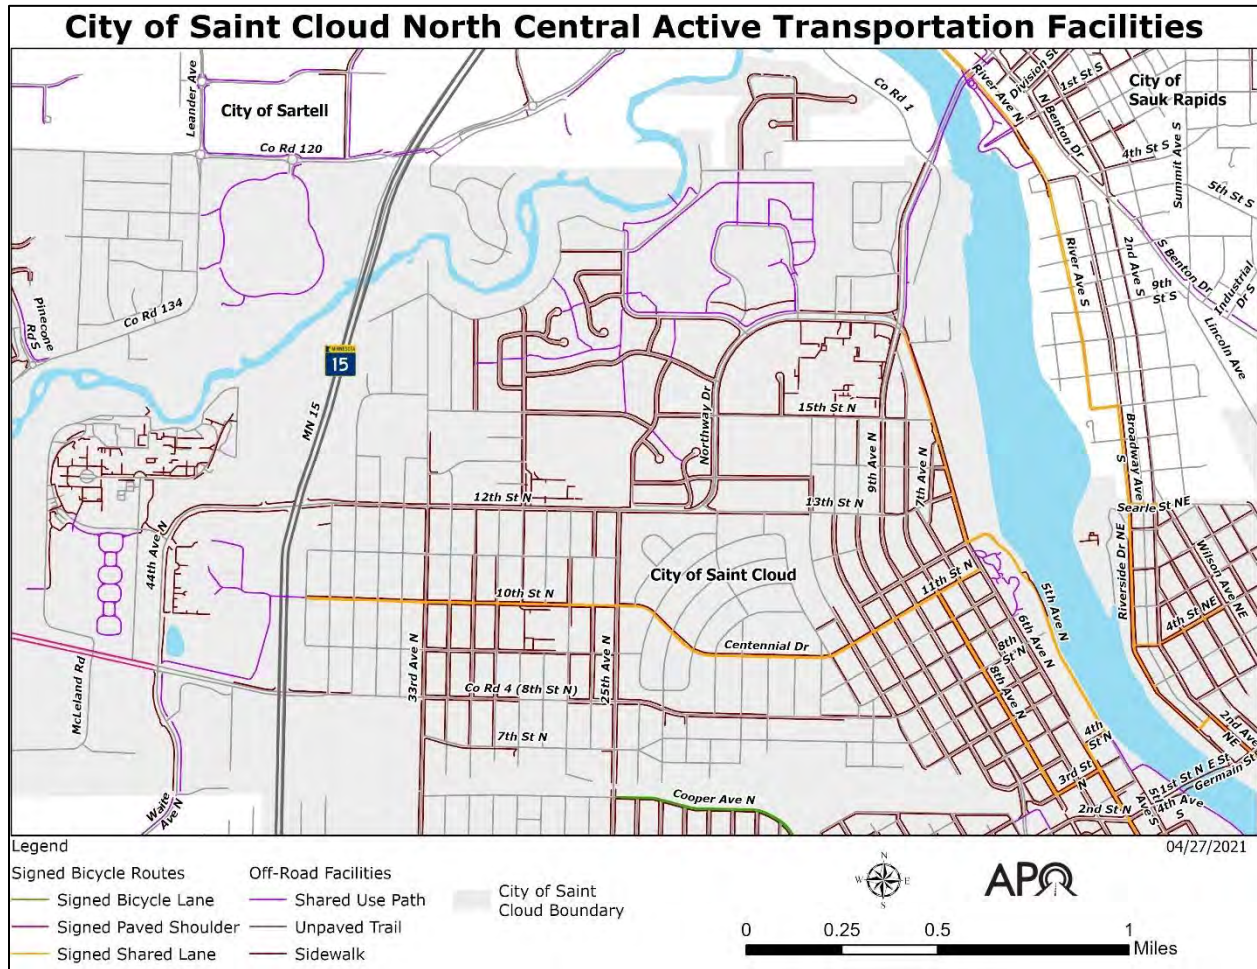 City of Saint Cloud North Central Active Transportation Facilities
Leander Ave
City of Sartell
Co Rd 120
Co Rd 1
River Ave N
Division St
1st St S
N Benton Dr
City of
Sauk Rapids
4th St S
Summit Ave S
5th St S
Pinecone
Rd S
Co Rd 134
MINNESOTA
15
MN 15
River Ave S
2nd Ave S
S Benton Dr
9th
St S
Industrial
Dr S
Lincoln Ave
Northway Dr
15th St N
9th Ave N
7th Ave N
Broadway Ave
S
12th St N
13th St N
Searle St NE
44th Ave N
City of Saint Cloud
11th St N
Riverside Dr NE
Wilson Ave NE
10th St N
5th Ave N
6th Ave N
4th St NE
McLeland Rd
33rd Ave N
Centennial Dr
8th
St N
8th Ave N
Co Rd 4 (8th St N)
25th Ave N
7th St N
4th
St N
2nd Ave
NE
3rd St
N
1st St N
E St
Germain St
Waite
Ave N
Cooper Ave N
2nd St N
5th
Ave S
4th Ave
S
04/27/2021
Legend
Signed Bicycle Routes
Signed Bicycle Lane
Signed Paved Shoulder
Signed Shared Lane
Off-Road Facilities
Shared Use Path
Unpaved Trail
Sidewalk
City of Saint
Cloud Boundary
N
W E
S
APO
0 0.25 0.5 1
Miles